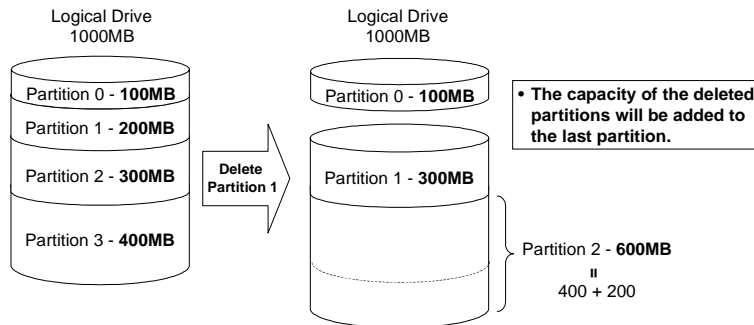 Logical Drive
1000MB
Partition 0 - 100MB
Partition 1 - 200MB
Partition 2 - 300MB
Partition 3 - 400MB
Delete
Partition 1
Logical Drive
1000MB
Partition 0 - 100MB
Partition 1 - 300MB
Partition 2 - 600MB
=
400 + 200
• The capacity of the deleted
partitions will be added to
the last partition.